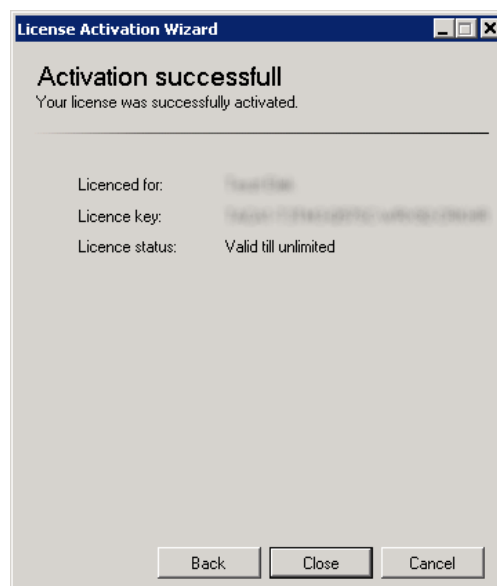 License Activation Wizard
Activation successfull
Your license was successfully activated.
Licenced for:
Licence key:
Licence status: Valid till unlimited
Back Close Cancel